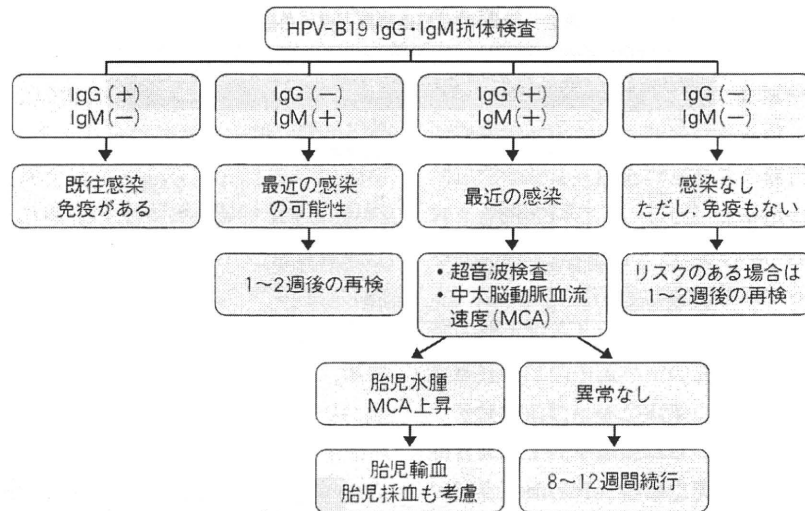 HPV-B19 IgG・IgM抗体検査
IgG(+)
IgM(−)
IgG(−)
IgM(+)
IgG(+)
IgM(+)
IgG(−)
IgM(−)
既往感染
免疫がある
最近の感染
の可能性
最近の感染
感染なし
ただし，免疫もない
1〜2週後の再検
・超音波検査
・中大脳動脈血流
速度(MCA)
リスクのある場合は
1〜2週後の再検
胎児水腫
MCA上昇
異常なし
胎児輸血
胎児採血も考慮
8〜12週間続行